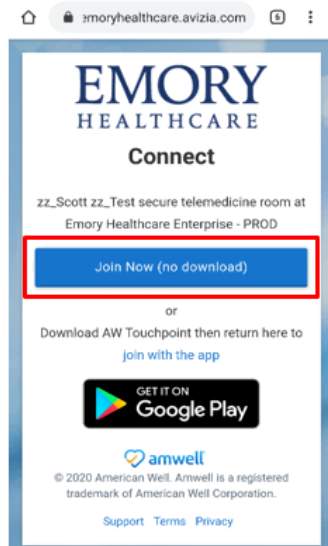 emoryhealthcare.avizia.com 6
EMORY
HEALTHCARE
Connect
zz_Scott zz_Test secure telemedicine room at
Emory Healthcare Enterprise - PROD
Join Now (no download)
or
Download AW Touchpoint then return here to
join with the app
GET IT ON
Google Play
amwell
© 2020 American Well. Amwell is a registered
trademark of American Well Corporation.
Support Terms Privacy